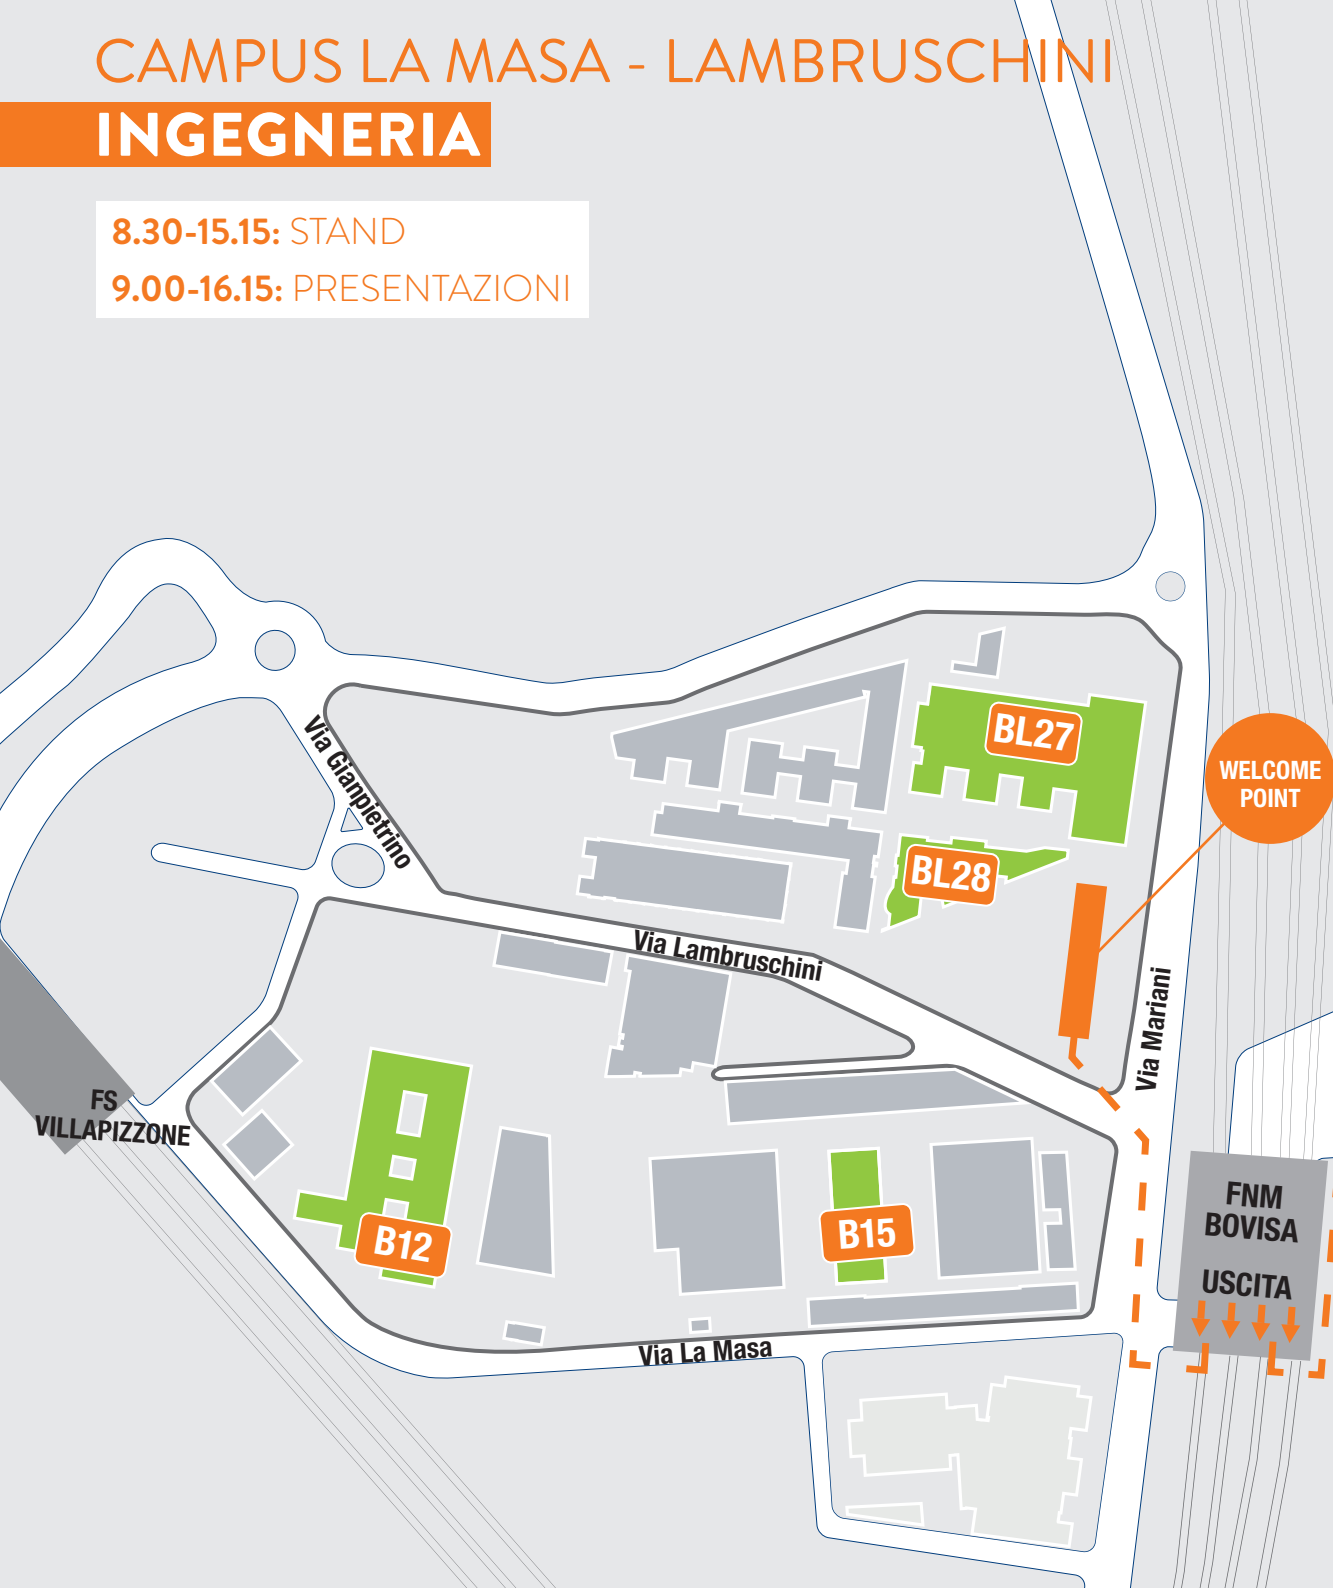 CAMPUS LA MASA - LAMBRUSCHINI
INGEGNERIA
8.30-15.15: STAND
9.00-16.15: PRESENTAZIONI
BL27
Via Gianpietrino
WELCOME
POINT
BL28
Via Lambruschini
Via Mariani
FS
VILLAPIZZONE
FNM
BOVISA
USCITA
B12
B15
Via La Masa